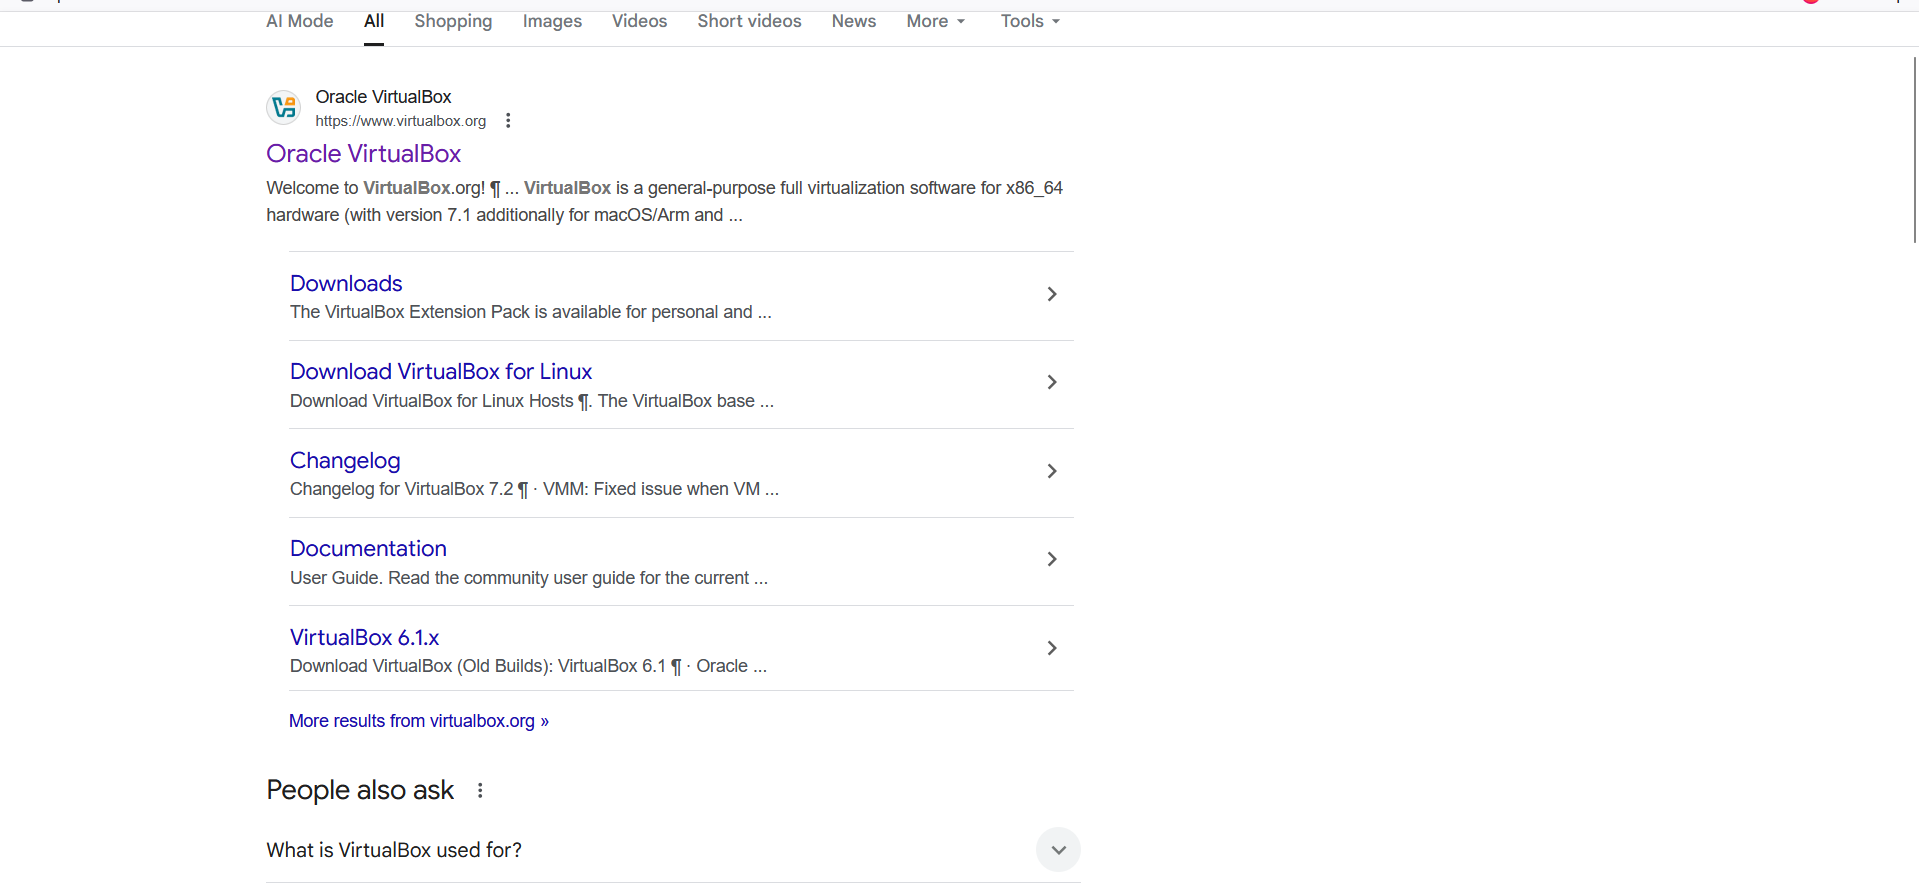 AI Mode All Shopping Images Videos Short videos News More Tools
Oracle VirtualBox
https://www.virtualbox.org
Oracle VirtualBox
Welcome to VirtualBox.org! ¶ ... VirtualBox is a general-purpose full virtualization software for x86_64
hardware (with version 7.1 additionally for macOS/Arm and ...
Downloads
The VirtualBox Extension Pack is available for personal and ...
Download VirtualBox for Linux
Download VirtualBox for Linux Hosts ¶. The VirtualBox base ...
Changelog
Changelog for VirtualBox 7.2 ¶ · VMM: Fixed issue when VM ...
Documentation
User Guide. Read the community user guide for the current ...
VirtualBox 6.1.x
Download VirtualBox (Old Builds): VirtualBox 6.1 ¶ · Oracle ...
More results from virtualbox.org »
People also ask
What is VirtualBox used for?